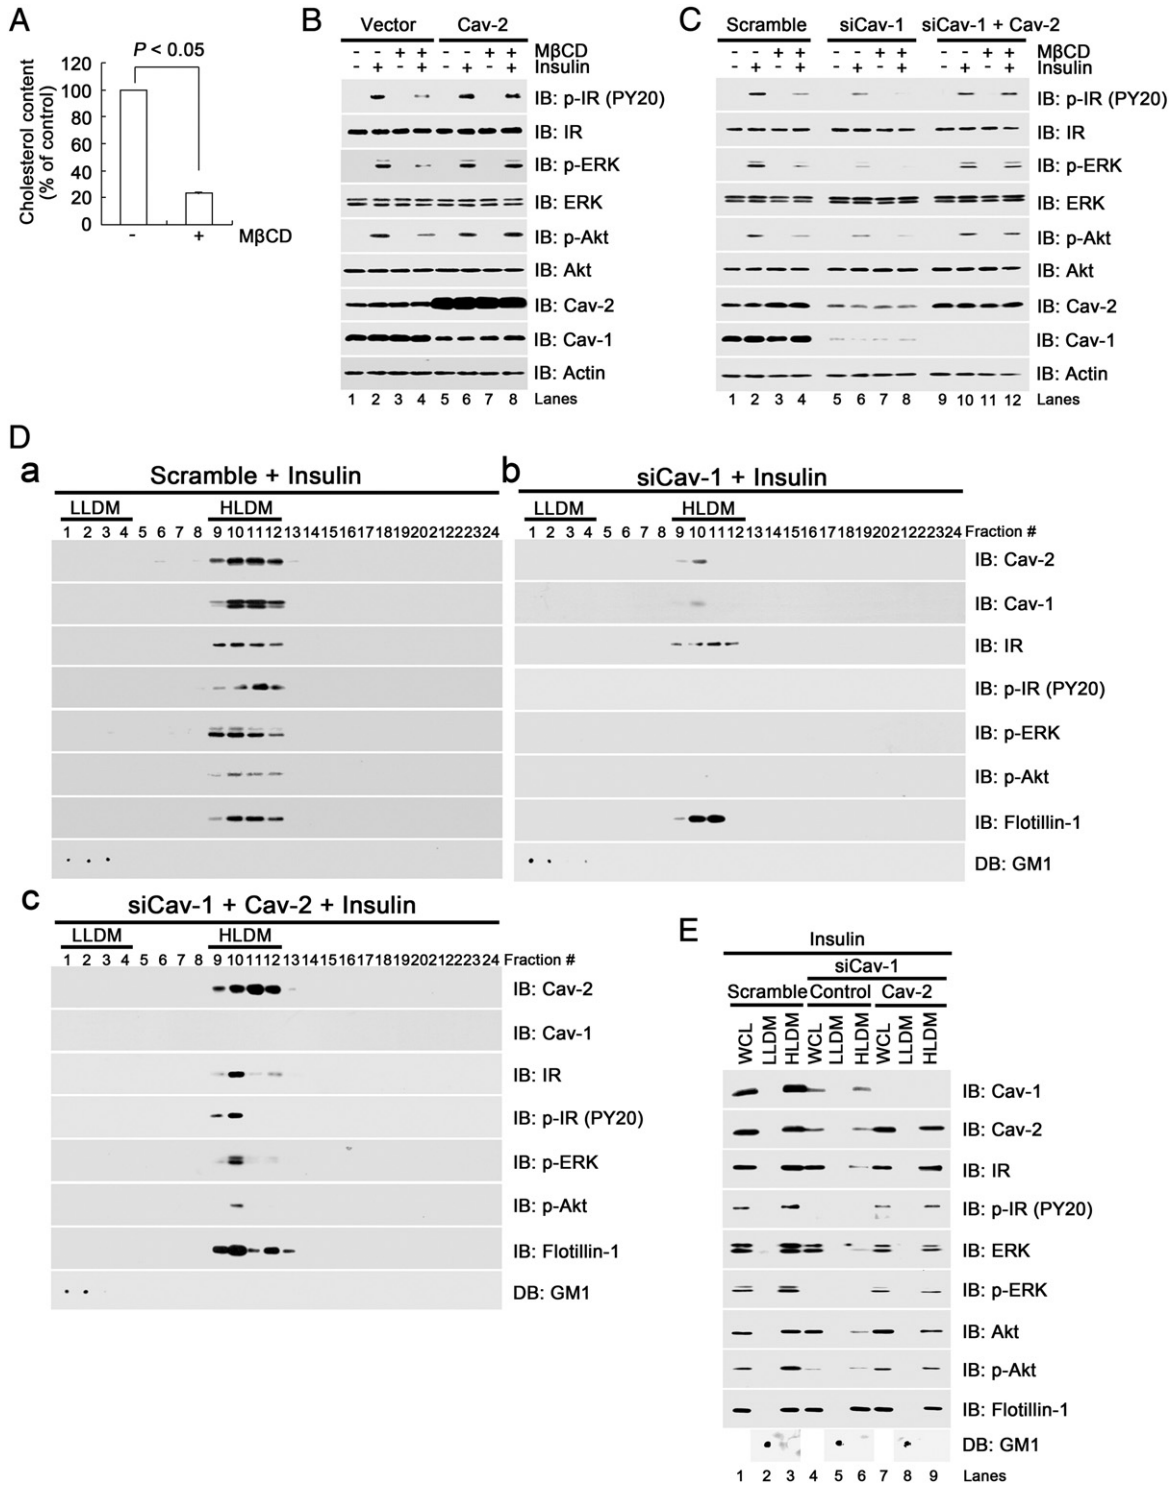 A
P < 0.05
Cholesterol content
(% of control)
120
100
80
60
40
20
0
- + MβCD
B
Vector Cav-2
- - + + - - + + MβCD
- + - + - + - + Insulin
IB: p-IR (PY20)
IB: IR
IB: p-ERK
IB: ERK
IB: p-Akt
IB: Akt
IB: Cav-2
IB: Cav-1
IB: Actin
1 2 3 4 5 6 7 8 Lanes
C
Scramble siCav-1 siCav-1 + Cav-2
- - + + - - + + - - + + MβCD
- + - + - + - + - + - + Insulin
IB: p-IR (PY20)
IB: IR
IB: p-ERK
IB: ERK
IB: p-Akt
IB: Akt
IB: Cav-2
IB: Cav-1
IB: Actin
1 2 3 4 5 6 7 8 9 10 11 12 Lanes
D
a
Scramble + Insulin
LLDM HLDM
1 2 3 4 5 6 7 8 9 10 11 12 13 14 15 16 17 18 19 20 21 22 23 24
b
siCav-1 + Insulin
LLDM HLDM
1 2 3 4 5 6 7 8 9 10 11 12 13 14 15 16 17 18 19 20 21 22 23 24 Fraction #
IB: Cav-2
IB: Cav-1
IB: IR
IB: p-IR (PY20)
IB: p-ERK
IB: p-Akt
IB: Flotillin-1
DB: GM1
c
siCav-1 + Cav-2 + Insulin
LLDM HLDM
1 2 3 4 5 6 7 8 9 10 11 12 13 14 15 16 17 18 19 20 21 22 23 24 Fraction #
IB: Cav-2
IB: Cav-1
IB: IR
IB: p-IR (PY20)
IB: p-ERK
IB: p-Akt
IB: Flotillin-1
DB: GM1
E
Insulin
siCav-1
Scramble Control Cav-2
WCL LLDM HLDM WCL LLDM HLDM WCL LLDM HLDM
IB: Cav-1
IB: Cav-2
IB: IR
IB: p-IR (PY20)
IB: ERK
IB: p-ERK
IB: Akt
IB: p-Akt
IB: Flotillin-1
DB: GM1
1 2 3 4 5 6 7 8 9 Lanes